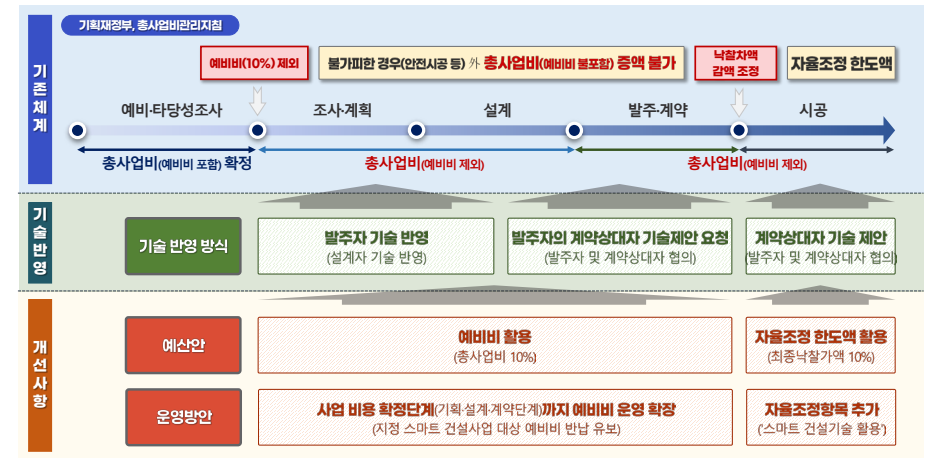 기획재정부, 총사업비관리지침
기존체계
예비비(10%) 제외
불가피한 경우(안전시공 등) 外 총사업비(예비비 불포함) 증액 불가
낙찰차액
감액 조정
자율조정 한도액
예비·타당성조사
조사·계획
설계
발주·계약
시공
총사업비(예비비 포함) 확정
총사업비(예비비 제외)
총사업비(예비비 제외)
기술반영
기술 반영 방식
발주자 기술 반영
(설계자 기술 반영)
발주자의 계약상대자 기술제안 요청
(발주자 및 계약상대자 협의)
계약상대자 기술 제안
(발주자 및 계약상대자 협의)
개선사항
예산안
예비비 활용
(총사업비 10%)
자율조정 한도액 활용
(최종낙찰가액 10%)
운영방안
사업 비용 확정단계(기획·설계·계약단계)까지 예비비 운영 확장
(지정 스마트 건설사업 대상 예비비 반납 유보)
자율조정항목 추가
('스마트 건설기술 활용')